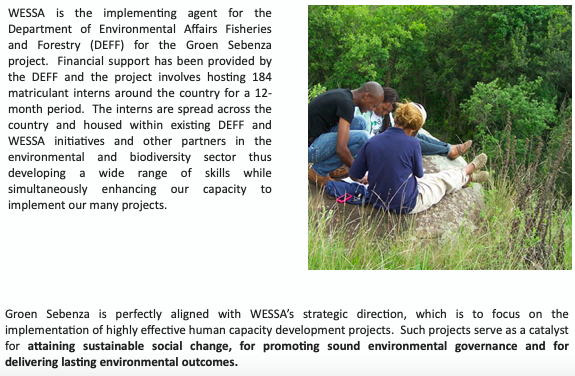 WESSA is the implementing agent for the
Department of Environmental Affairs Fisheries
and Forestry (DEFF) for the Groen Sebenza
project. Financial support has been provided by
the DEFF and the project involves hosting 184
matriculant interns around the country for a 12-
month period. The interns are spread across the
country and housed within existing DEFF and
WESSA initiatives and other partners in the
environmental and biodiversity sector thus
developing a wide range of skills while
simultaneously enhancing our capacity to
implement our many projects.
Groen Sebenza is perfectly aligned with WESSA’s strategic direction, which is to focus on the
implementation of highly effective human capacity development projects. Such projects serve as a catalyst
for attaining sustainable social change, for promoting sound environmental governance and for
delivering lasting environmental outcomes.